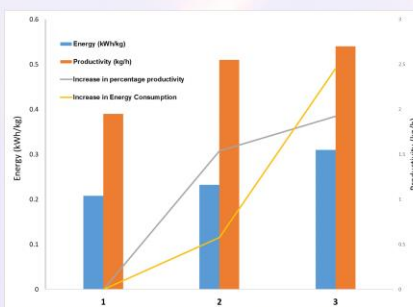 0.6
0.5
0.4
0.3
0.2
0.1
0
Energy (kWh/kg)
Energy (kWh/kg)
Productivity (kg/h)
Increase in percentage productivity
Increase in Energy Consumption
1
2
3
3
2.5
2
1.5
1
0.5
0
Productivity (kg/h)